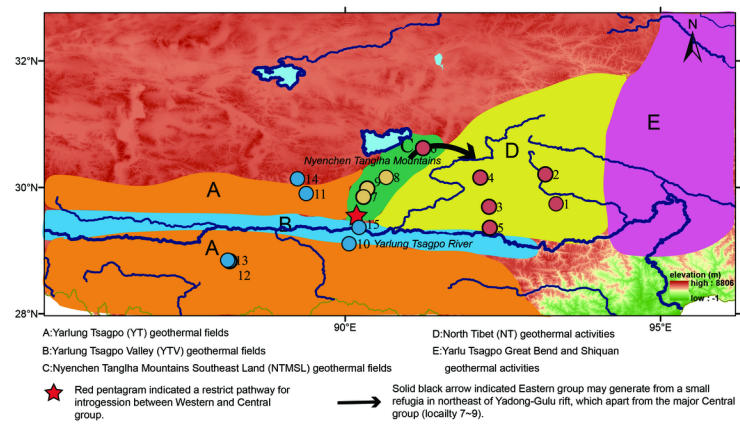 32°N
30°N
28°N
90°E
95°E
N
A
A
B
C
D
E
Nyenchen Tanglha Mountains
Yarlung Tsagpo River
14
11
13
12
10
15
7
9
8
6
4
3
5
2
1
elevation (m)
high : 8806
low : -1
A:Yarlung Tsagpo (YT) geothermal fields
B:Yarlung Tsagpo Valley (YTV) geothermal fields
C:Nyenchen Tanglha Mountains Southeast Land (NTMSL) geothermal fields
D:North Tibet (NT) geothermal activities
E:Yarlu Tsagpo Great Bend and Shiquan
geothermal activities
Red pentagram indicated a restrict pathway for
introgession between Western and Central
group.
Solid black arrow indicated Eastern group may generate from a small
refugia in northeast of Yadong-Gulu rift, which apart from the major Central
group (locailty 7~9).